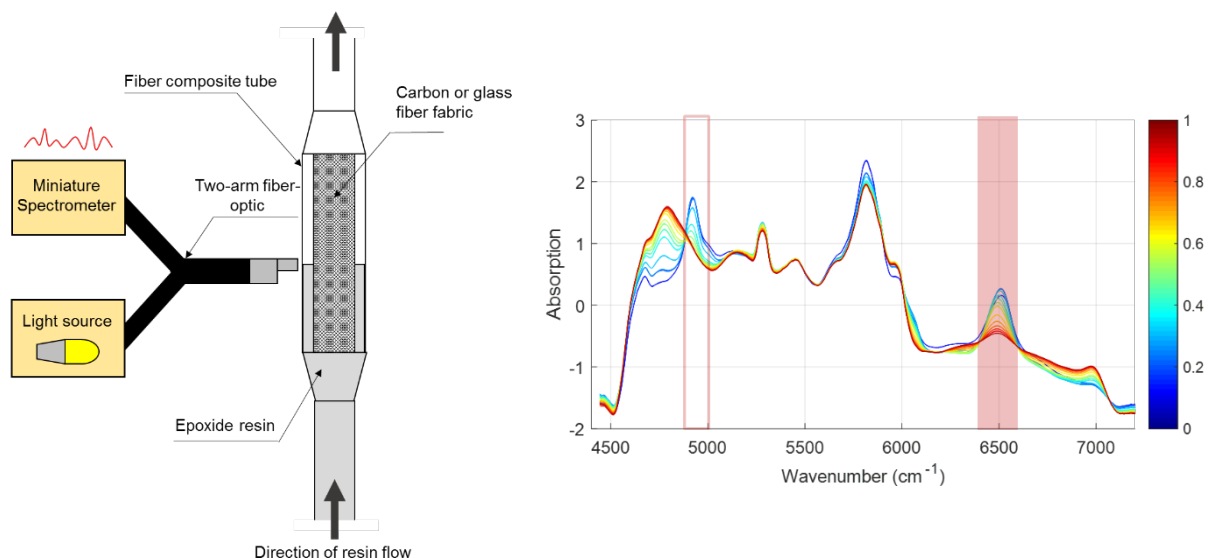 Fiber composite tube
Carbon or glass
fiber fabric
Two-arm fiber-
optic
Miniature
Spectrometer
Light source
Epoxide resin
Direction of resin flow
Absorption
3
2
1
0
-1
-2
4500 5000 5500 6000 6500 7000
Wavenumber (cm⁻¹)
1
0.8
0.6
0.4
0.2
0